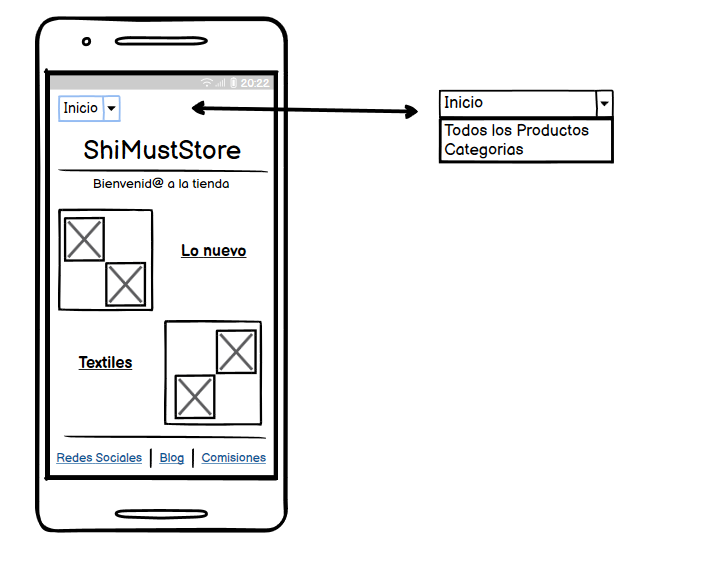 20:22
Inicio
ShiMustStore
Bienvenid@ a la tienda
Lo nuevo
Textiles
Redes Sociales | Blog | Comisiones
Inicio
Todos los Productos
Categorias